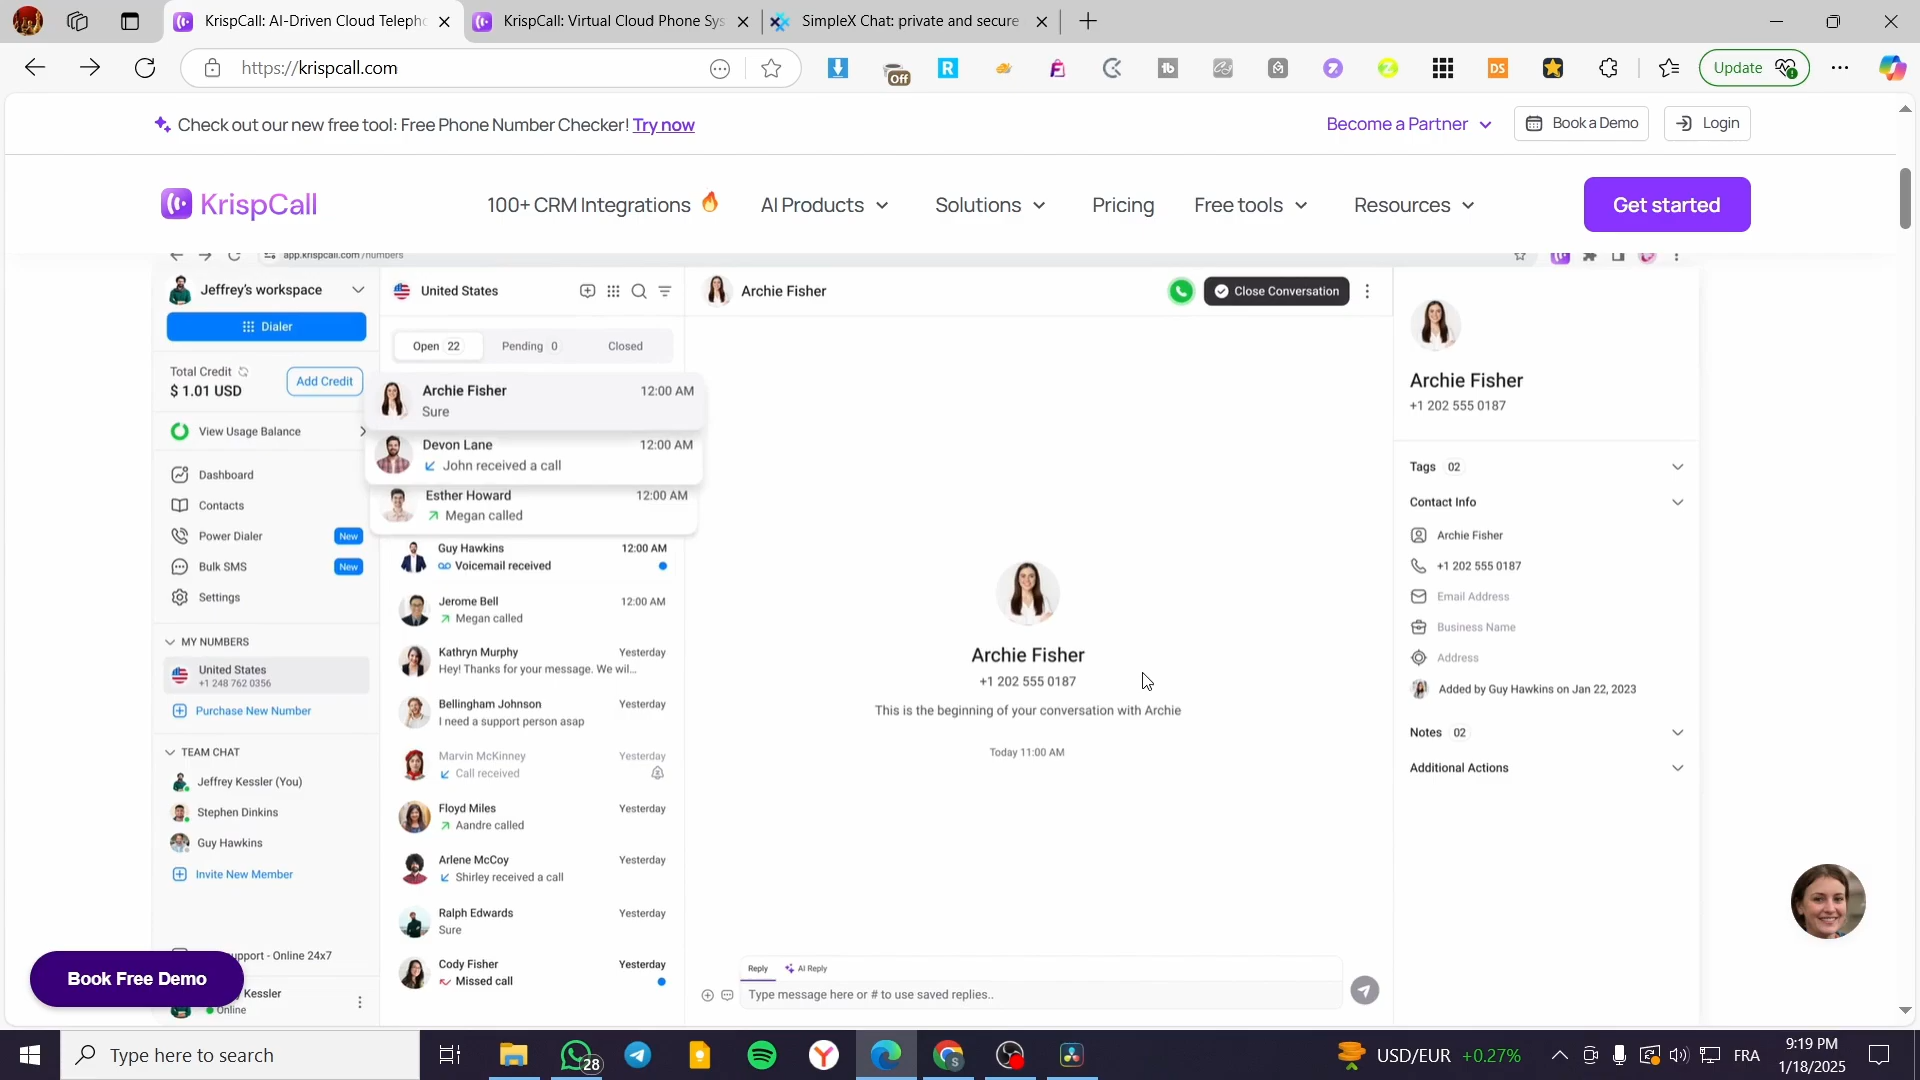 KrispCall: AI-Driven Cloud Teleph
KrispCall: Virtual Cloud Phone Sys
SimpleX Chat: private and secure
https://krispcall.com
Off
Update
Check out our new free tool: Free Phone Number Checker! Try now
Become a Partner
Book a Demo
Login
KrispCall
100+ CRM Integrations
AI Products
Solutions
Pricing
Free tools
Resources
Get started
app.krispcall.com/numbers
Jeffrey's workspace
Dialer
Total Credit
$ 1.01 USD
Add Credit
View Usage Balance
Dashboard
Contacts
Power Dialer New
Bulk SMS New
Settings
MY NUMBERS
United States
+1 248 762 0356
Purchase New Number
TEAM CHAT
Jeffrey Kessler (You)
Stephen Dinkins
Guy Hawkins
Invite New Member
upport - Online 24x7
Book Free Demo
y Kessler
Online
United States
Open 22
Pending 0
Closed
Archie Fisher 12:00 AM
Sure
Devon Lane 12:00 AM
John received a call
Esther Howard 12:00 AM
Megan called
Guy Hawkins 12:00 AM
Voicemail received
Jerome Bell 12:00 AM
Megan called
Kathryn Murphy Yesterday
Hey! Thanks for your message. We wil...
Bellingham Johnson Yesterday
I need a support person asap
Marvin McKinney Yesterday
Call received
Floyd Miles Yesterday
Aandre called
Arlene McCoy Yesterday
Shirley received a call
Ralph Edwards Yesterday
Sure
Cody Fisher Yesterday
Missed call
Archie Fisher
Close Conversation
Archie Fisher
+1 202 555 0187
This is the beginning of your conversation with Archie
Today 11:00 AM
Reply
AI Reply
Type message here or # to use saved replies..
Archie Fisher
+1 202 555 0187
Tags 02
Contact Info
Archie Fisher
+1 202 555 0187
Email Address
Business Name
Address
Added by Guy Hawkins on Jan 22, 2023
Notes 02
Additional Actions
Type here to search
28
USD/EUR +0.27%
FRA
9:19 PM
1/18/2025